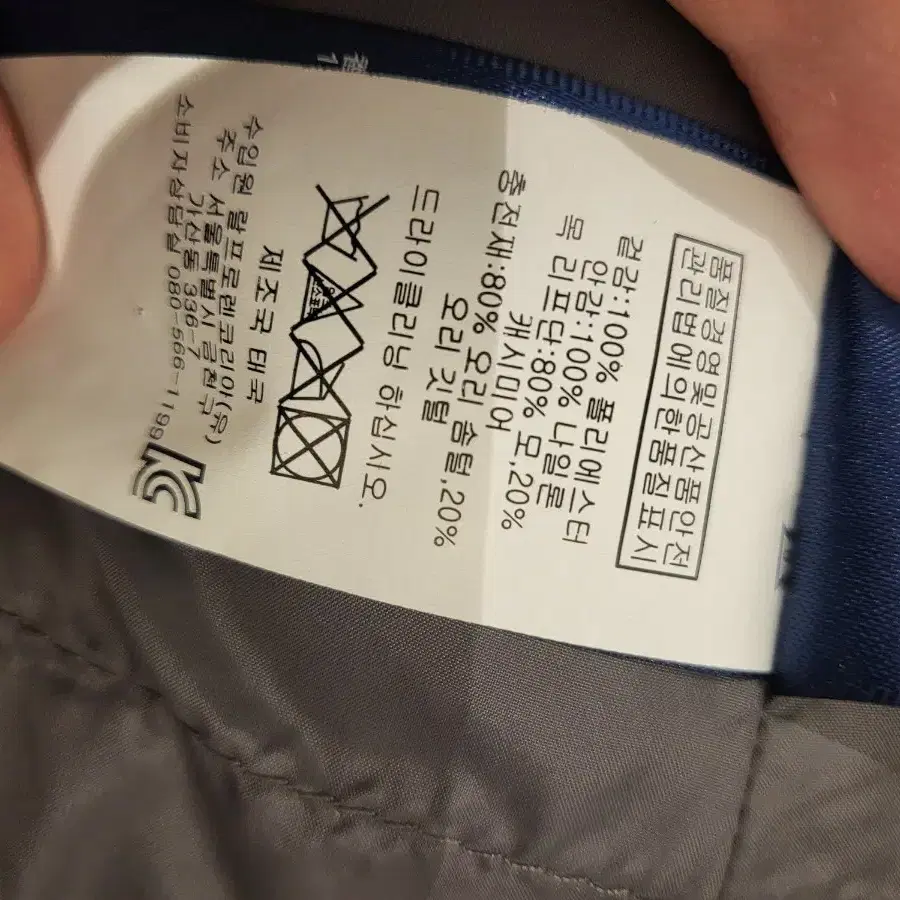 품질경영및공산품안전
관리법에의한품질표시
겉감:100% 폴리에스터
안감:100% 나일론
목 리프단:80% 모,20%
캐시미어
충전재:80% 오리 솜털,20%
오리 깃털
드라이클리닝 하십시오.
제조국 태국
수입원 랄프로렌코리아(유)
주소 서울특별시 금천구
가산동 336-7
소비자상담실 080-566-1199